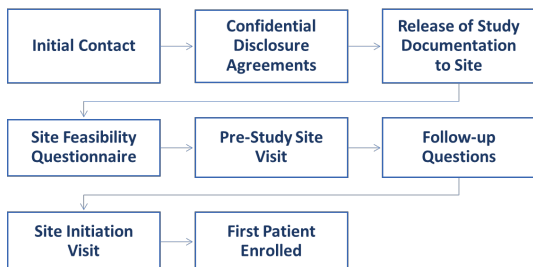 Initial Contact
Confidential
Disclosure
Agreements
Release of Study
Documentation
to Site
Site Feasibility
Questionnaire
Pre-Study Site
Visit
Follow-up
Questions
Site Initiation
Visit
First Patient
Enrolled